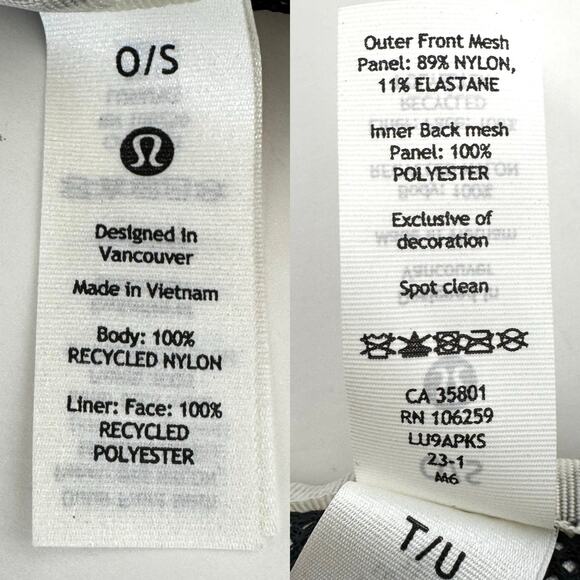 O/S
Designed in
Vancouver
Made in Vietnam
Body: 100%
RECYCLED NYLON
Liner: Face: 100%
RECYCLED
POLYESTER
Outer Front Mesh
Panel: 89% NYLON,
11% ELASTANE
Inner Back mesh
Panel: 100%
POLYESTER
Exclusive of
decoration
Spot clean
CA 35801
RN 106259
LU9APKS
23-1
M6
T/U